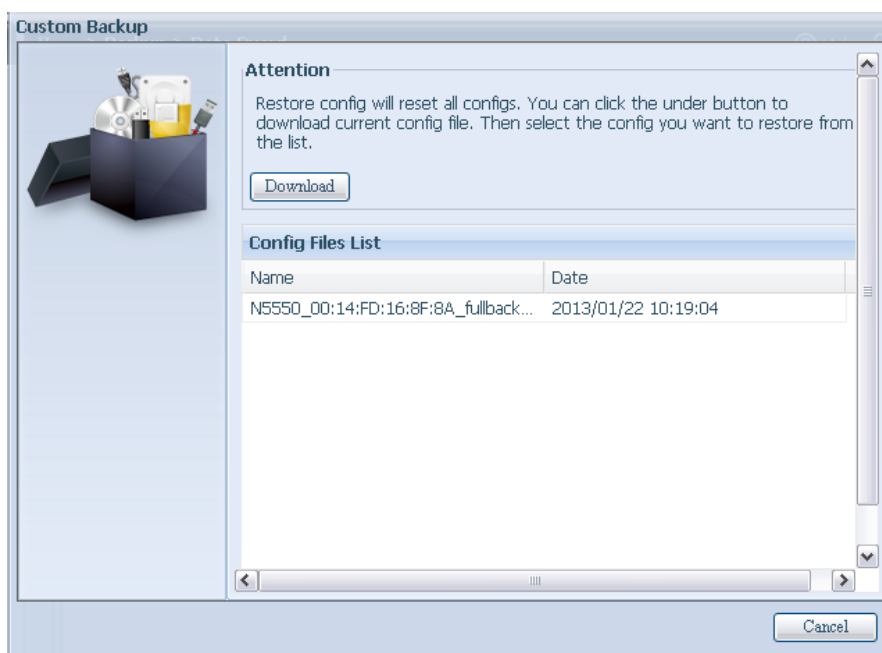 Custom Backup
Attention
Restore config will reset all configs. You can click the under button to
download current config file. Then select the config you want to restore from
the list.
Download
Config Files List
Name Date
N5550_00:14:FD:16:8F:8A_fullback... 2013/01/22 10:19:04
Cancel